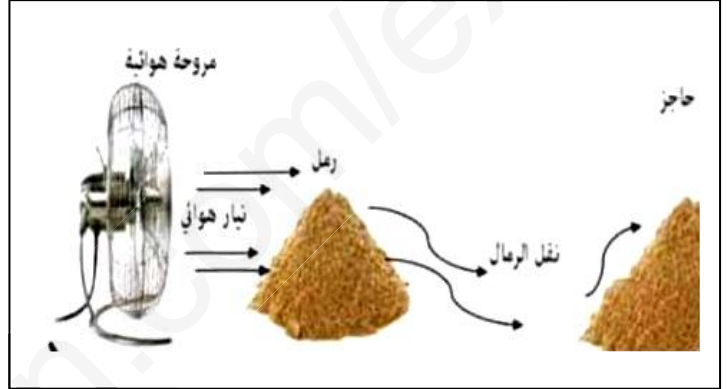 مروحة هوائية
حاجز
رمل
تيار هوائي
نقل الرمال